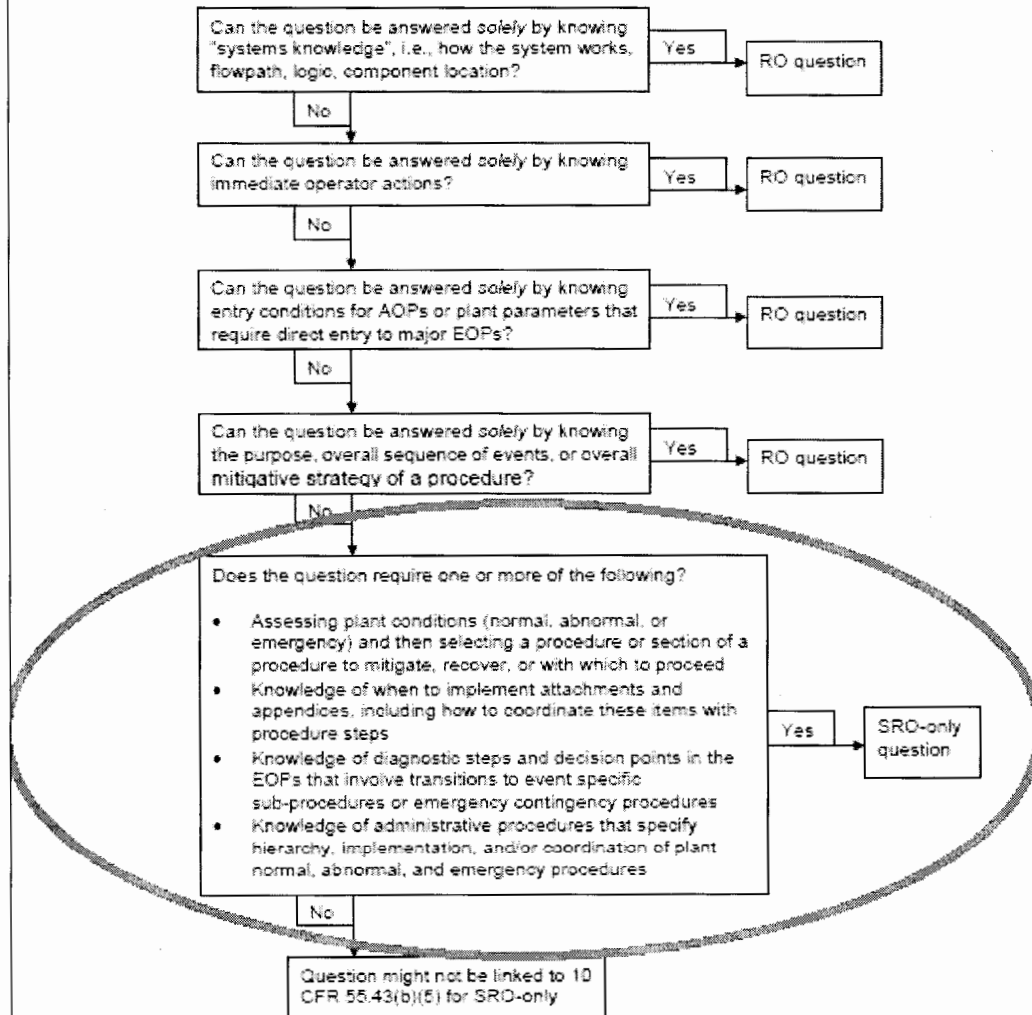 Can the question be answered solely by knowing
"systems knowledge", i.e., how the system works,
flowpath, logic, component location?
Yes
RO question
No
Can the question be answered solely by knowing
immediate operator actions?
Yes
RO question
No
Can the question be answered solely by knowing
entry conditions for AOPs or plant parameters that
require direct entry to major EOPs?
Yes
RO question
No
Can the question be answered solely by knowing
the purpose, overall sequence of events, or overall
mitigative strategy of a procedure?
Yes
RO question
No
Does the question require one or more of the following?
• Assessing plant conditions (normal, abnormal, or
emergency) and then selecting a procedure or section of a
procedure to mitigate, recover, or with which to proceed
• Knowledge of when to implement attachments and
appendices, including how to coordinate these items with
procedure steps
• Knowledge of diagnostic steps and decision points in the
EOPs that involve transitions to event specific
sub-procedures or emergency contingency procedures
• Knowledge of administrative procedures that specify
hierarchy, implementation, and/or coordination of plant
normal, abnormal, and emergency procedures
Yes
SRO-only
question
No
Question might not be linked to 10
CFR 55.43(b)(5) for SRO-only